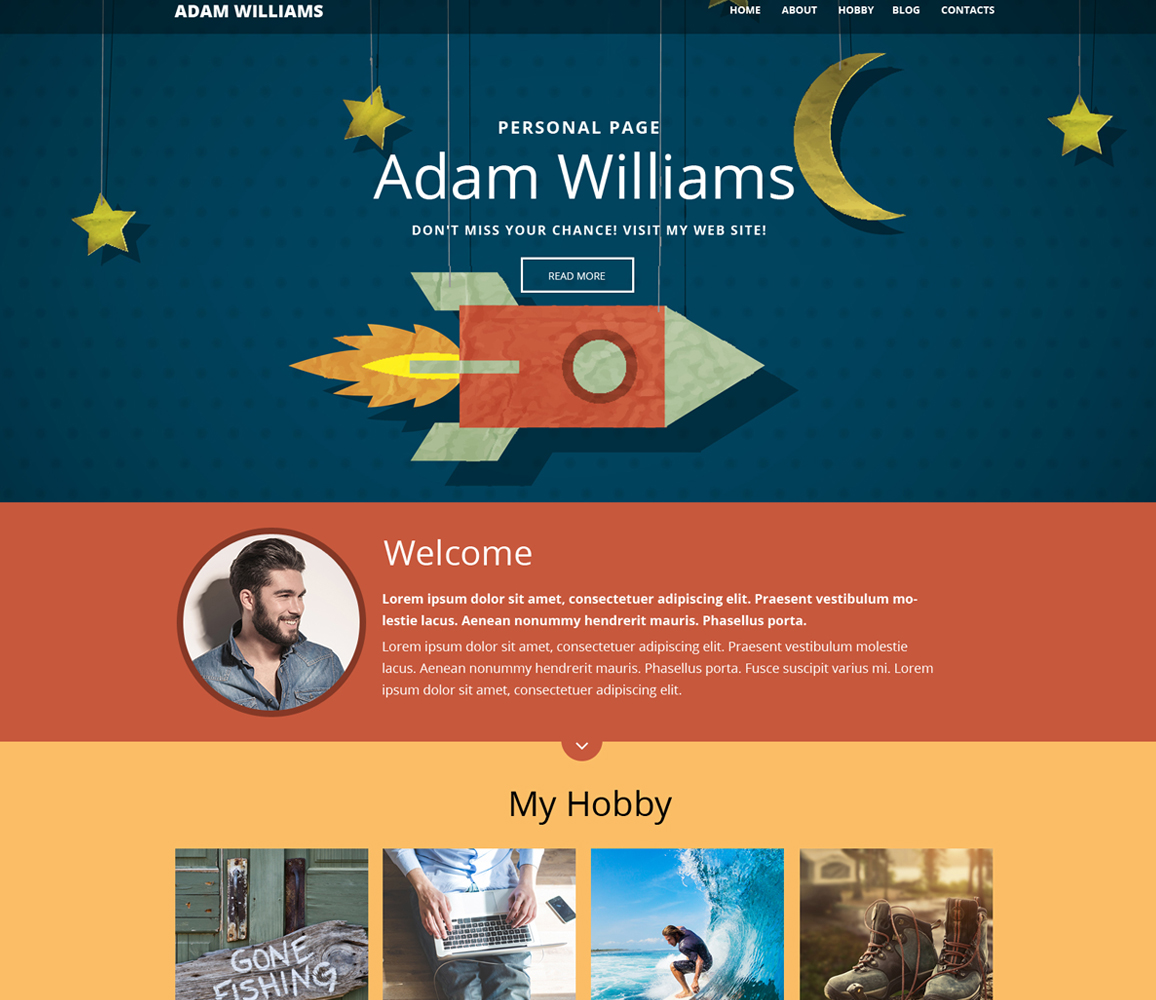 ADAM WILLIAMS
HOME ABOUT HOBBY BLOG CONTACTS
PERSONAL PAGE
Adam Williams
DON'T MISS YOUR CHANCE! VISIT MY WEB SITE!
READ MORE
Welcome
Lorem ipsum dolor sit amet, consectetuer adipiscing elit. Praesent vestibulum mo-
lestie lacus. Aenean nonummy hendrerit mauris. Phasellus porta.
Lorem ipsum dolor sit amet, consectetuer adipiscing elit. Praesent vestibulum molestie
lacus. Aenean nonummy hendrerit mauris. Phasellus porta. Fusce suscipit varius mi. Lorem
ipsum dolor sit amet, consectetuer adipiscing elit.
My Hobby
GONE
FISHING